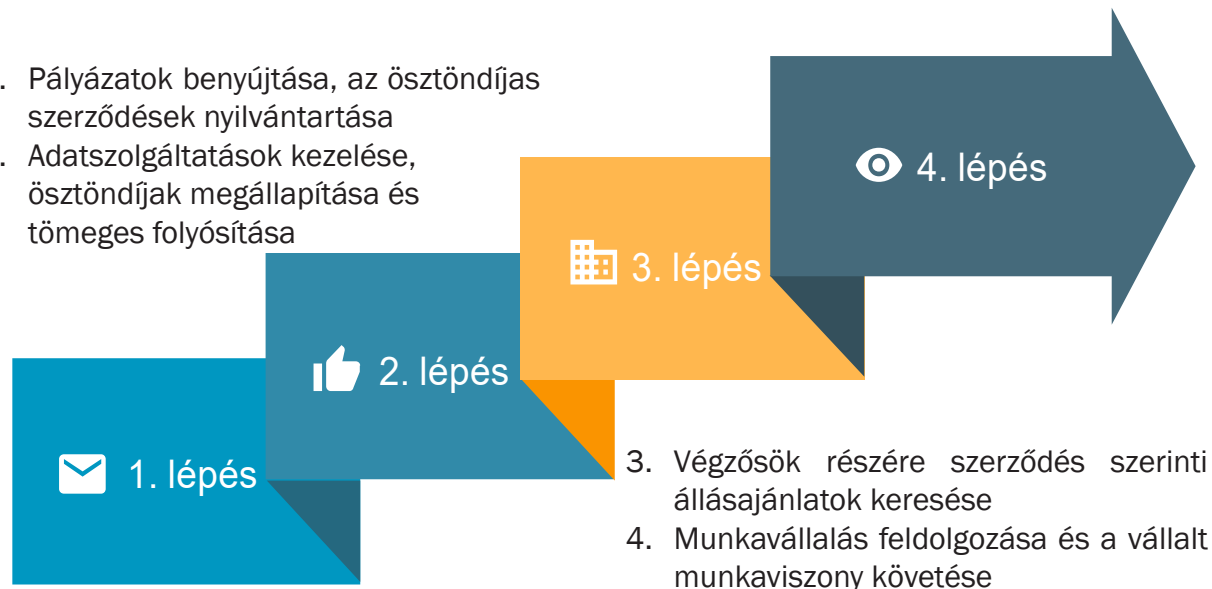 . Pályázatok benyújtása, az ösztöndíjas
szerződések nyilvántartása
. Adatszolgáltatások kezelése,
ösztöndíjak megállapítása és
tömeges folyósítása
4. lépés
3. lépés
2. lépés
1. lépés
3. Végzősök részére szerződés szerinti
állásajánlatok keresése
4. Munkavállalás feldolgozása és a vállalt
munkaviszony követése